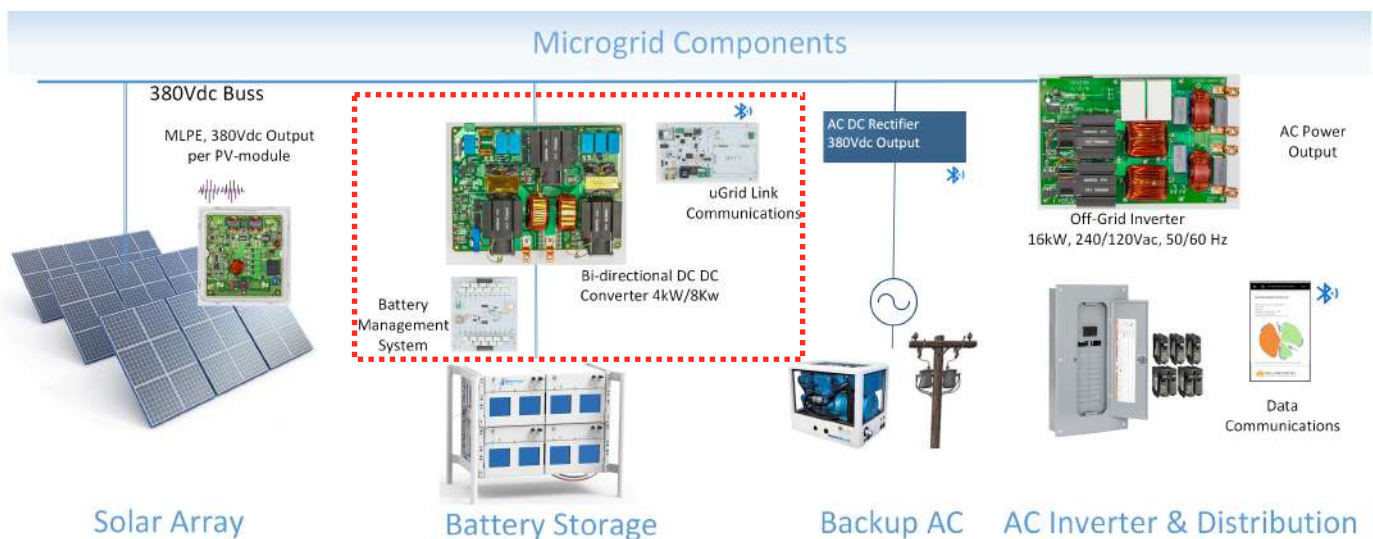 Microgrid Components
380Vdc Buss
MLPE, 380Vdc Output
per PV-module
uGrid Link
Communications
Bi-directional DC DC
Converter 4kW/8Kw
Battery
Management
System
AC DC Rectifier
380Vdc Output
AC Power
Output
Off-Grid Inverter
16kW, 240/120Vac, 50/60 Hz
Data
Communications
Solar Array
Battery Storage
Backup AC
AC Inverter & Distribution